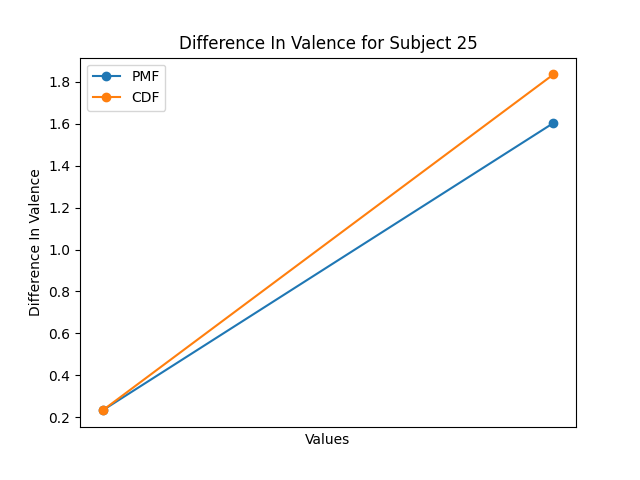 Difference In Valence for Subject 25
PMF
CDF
1.8
1.6
1.4
1.2
1.0
0.8
0.6
0.4
0.2
Difference In Valence
Values